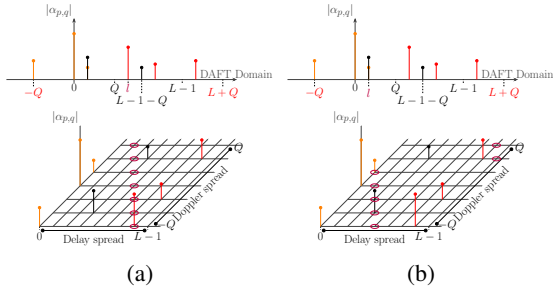 |α_{p,q}|
DAFT Domain
−Q 0 Q l L−1−Q L−1 L+Q
|α_{p,q}|
Q
Doppler spread
−Q
0 Delay spread L−1
(a)
|α_{p,q}|
DAFT Domain
−Q 0 l Q L−1−Q L−1 L+Q
|α_{p,q}|
Q
Doppler spread
−Q
0 Delay spread L−1
(b)